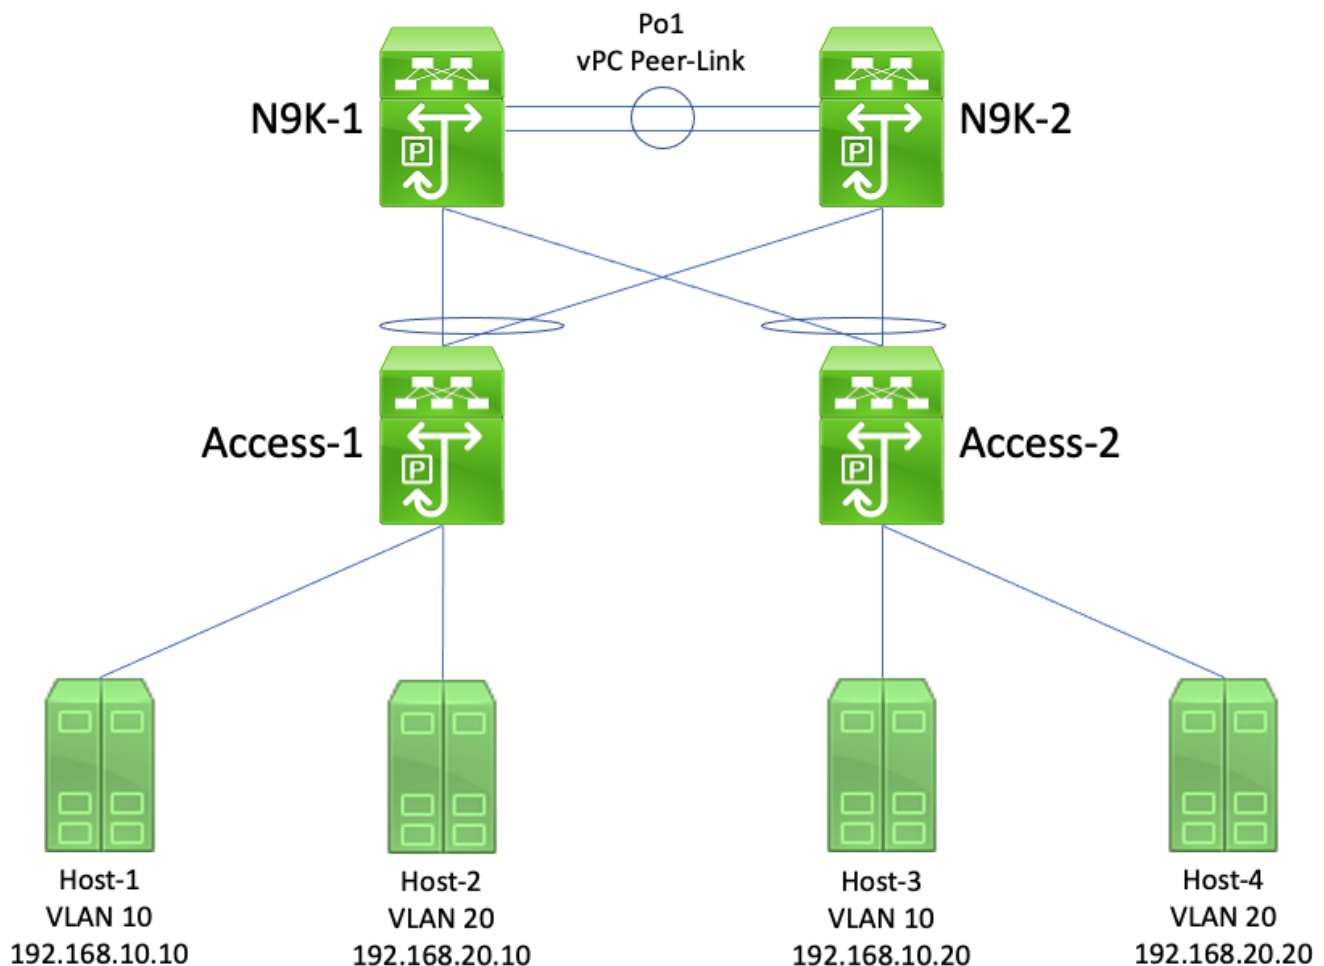 Po1
vPC Peer-Link
N9K-1
N9K-2
P
P
Access-1
Access-2
P
P
Host-1
VLAN 10
192.168.10.10
Host-2
VLAN 20
192.168.20.10
Host-3
VLAN 10
192.168.10.20
Host-4
VLAN 20
192.168.20.20